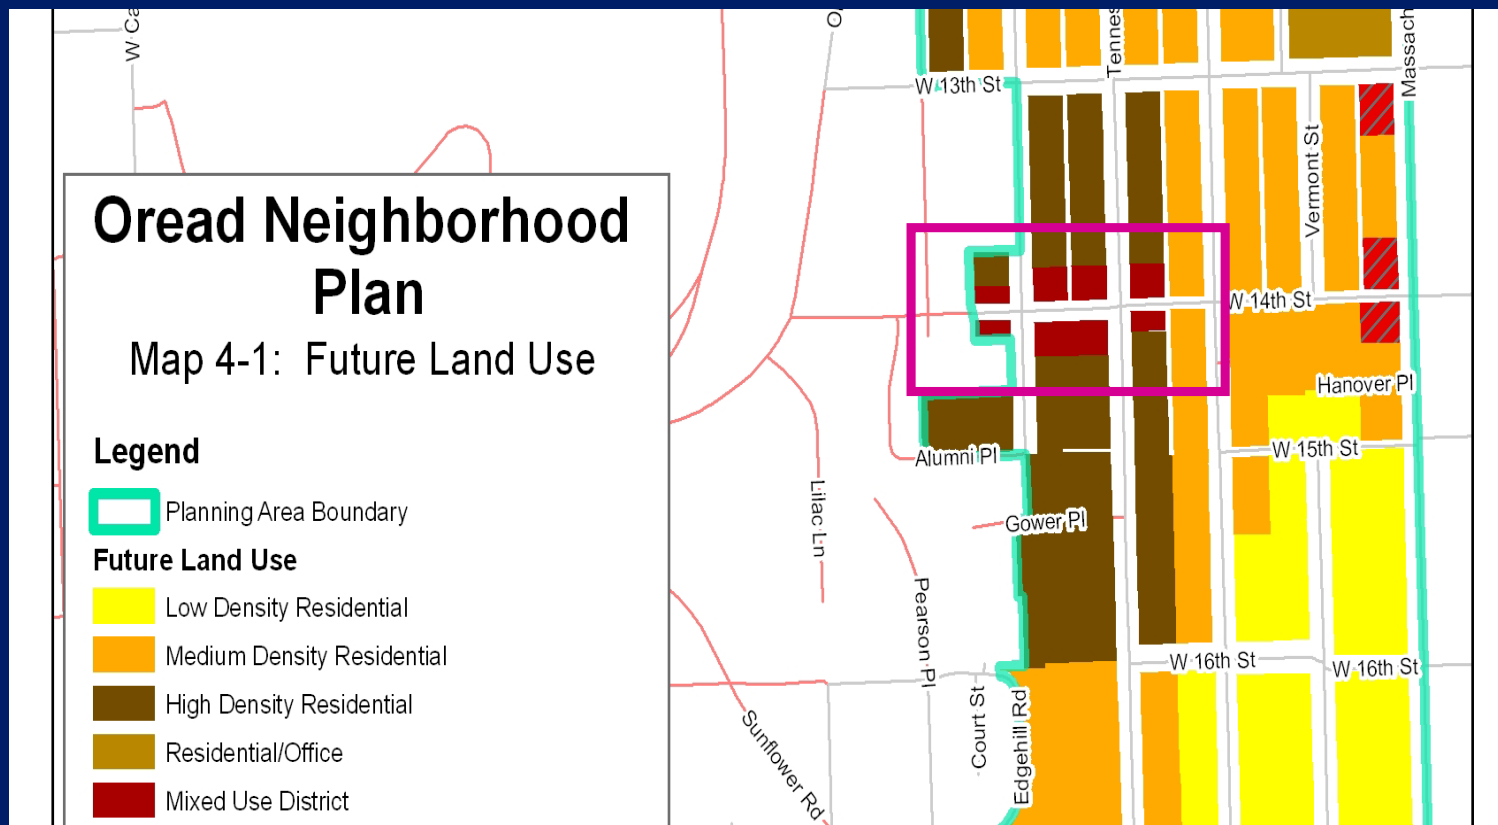 W Ca
O
Tennes
Massach
W 13th St
Vermont St
Oread Neighborhood
Plan
Map 4-1: Future Land Use
W 14th St
Hanover Pl
Legend
W 15th St
Alumni Pl
Planning Area Boundary
Lilac Ln
Gower Pl
Future Land Use
Low Density Residential
Pearson Pl
Medium Density Residential
W 16th St
W 16th St
High Density Residential
Court St
Edgehill Rd
Sunflower Rd
Residential/Office
Mixed Use District